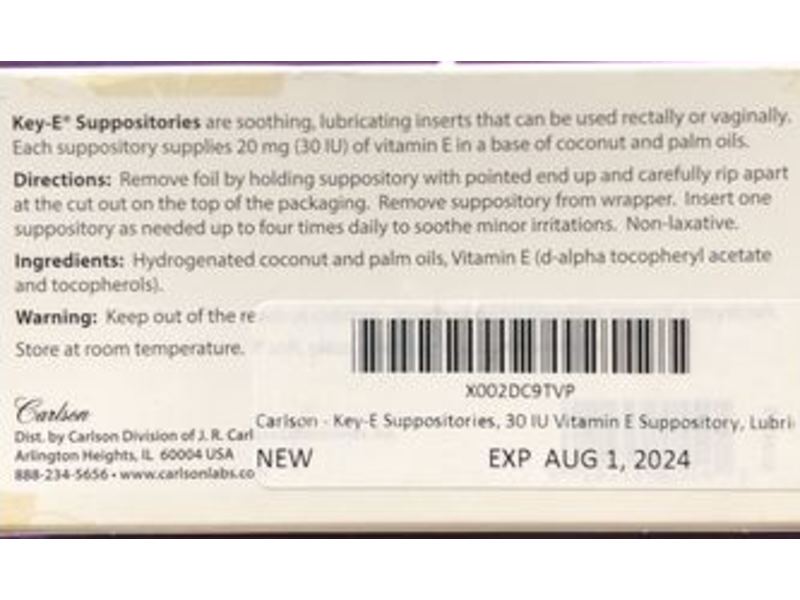 Key-E® Suppositories are soothing, lubricating inserts that can be used rectally or vaginally.
Each suppository supplies 20 mg (30 IU) of vitamin E in a base of coconut and palm oils.
Directions: Remove foil by holding suppository with pointed end up and carefully rip apart
at the cut out on the top of the packaging. Remove suppository from wrapper. Insert one
suppository as needed up to four times daily to soothe minor irritations. Non-laxative.
Ingredients: Hydrogenated coconut and palm oils, Vitamin E (d-alpha tocopheryl acetate
and tocopherols).
Warning: Keep out of the re
Store at room temperature.
X002DC9TVP
Carlson
Dist. by Carlson Division of J. R. Carl
Arlington Heights, IL 60004 USA
888-234-5656 • www.carlsonlabs.co
Carlson - Key-E Suppositories, 30 IU Vitamin E Suppository, Lubri
NEW EXP AUG 1, 2024